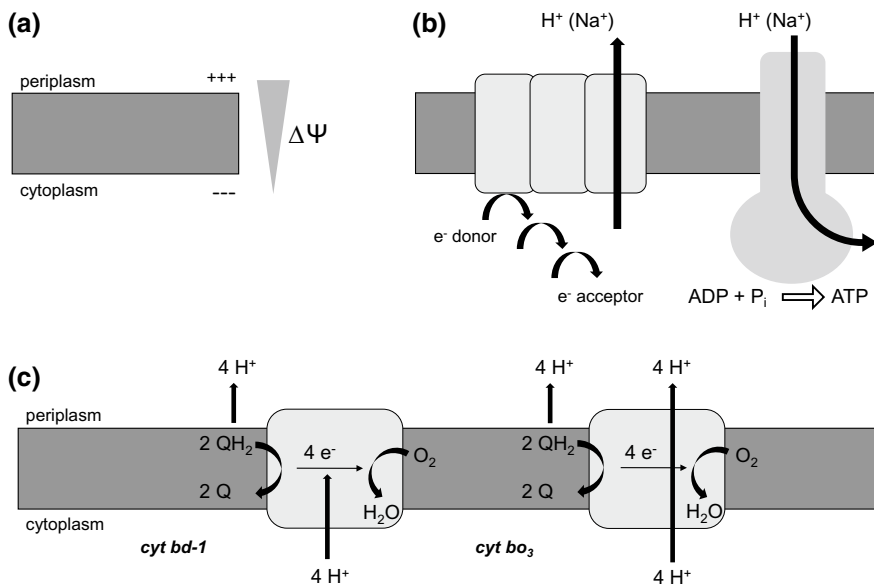 (a)
periplasm +++
ΔΨ
cytoplasm ---
(b)
H⁺ (Na⁺) H⁺ (Na⁺)
e⁻ donor
e⁻ acceptor
ADP + Pᵢ ATP
(c)
4 H⁺ 4 H⁺ 4 H⁺
periplasm
2 QH₂ 4 e⁻ O₂ 2 QH₂ 4 e⁻ O₂
2 Q H₂O 2 Q H₂O
cytoplasm
cyt bd-1 cyt bo₃
4 H⁺ 4 H⁺